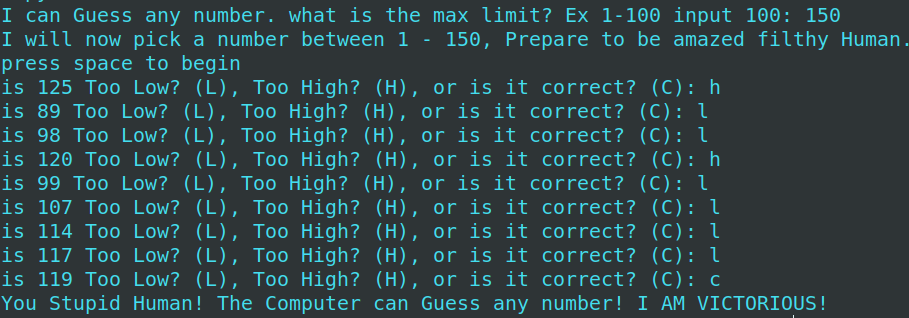 I can Guess any number. what is the max limit? Ex 1-100 input 100: 150
I will now pick a number between 1 - 150, Prepare to be amazed filthy Human.
press space to begin
is 125 Too Low? (L), Too High? (H), or is it correct? (C): h
is 89 Too Low? (L), Too High? (H), or is it correct? (C): l
is 98 Too Low? (L), Too High? (H), or is it correct? (C): l
is 120 Too Low? (L), Too High? (H), or is it correct? (C): h
is 99 Too Low? (L), Too High? (H), or is it correct? (C): l
is 107 Too Low? (L), Too High? (H), or is it correct? (C): l
is 114 Too Low? (L), Too High? (H), or is it correct? (C): l
is 117 Too Low? (L), Too High? (H), or is it correct? (C): l
is 119 Too Low? (L), Too High? (H), or is it correct? (C): c
You Stupid Human! The Computer can Guess any number! I AM VICTORIOUS!